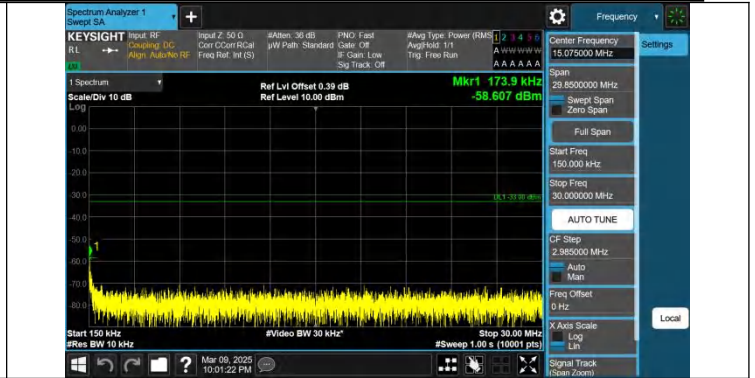 Spectrum Analyzer 1
Swept SA
+
Frequency
KEYSIGHT
RL
Input: RF
Coupling: DC
Align: Auto/No RF
Input Z: 50 Ω
Corr CCorr RCal
Freq Ref: Int (S)
#Atten: 36 dB
µW Path: Standard
PNO: Fast
Gate: Off
IF Gain: Low
Sig Track: Off
#Avg Type: Power (RMS
Avg|Hold: 1/1
Trig: Free Run
1 2 3 4 5 6
A W W W W W
A A A A A A
1 Spectrum
Scale/Div 10 dB
Log
Ref Lvl Offset 0.39 dB
Ref Level 10.00 dBm
Mkr1 173.9 kHz
-58.607 dBm
0.00
-10.0
-20.0
-30.0
DL1 -33.00 dBm
-40.0
-50.0
1
-60.0
-70.0
-80.0
Start 150 kHz
#Res BW 10 kHz
#Video BW 30 kHz*
Stop 30.00 MHz
#Sweep 1.00 s (10001 pts)
Center Frequency
15.075000 MHz
Settings
Span
29.8500000 MHz
Swept Span
Zero Span
Full Span
Start Freq
150.000 kHz
Stop Freq
30.000000 MHz
AUTO TUNE
CF Step
2.985000 MHz
Auto
Man
Freq Offset
0 Hz
X Axis Scale
Log
Lin
Signal Track
(Span Zoom)
Local
?
Mar 09, 2025
10:01:22 PM